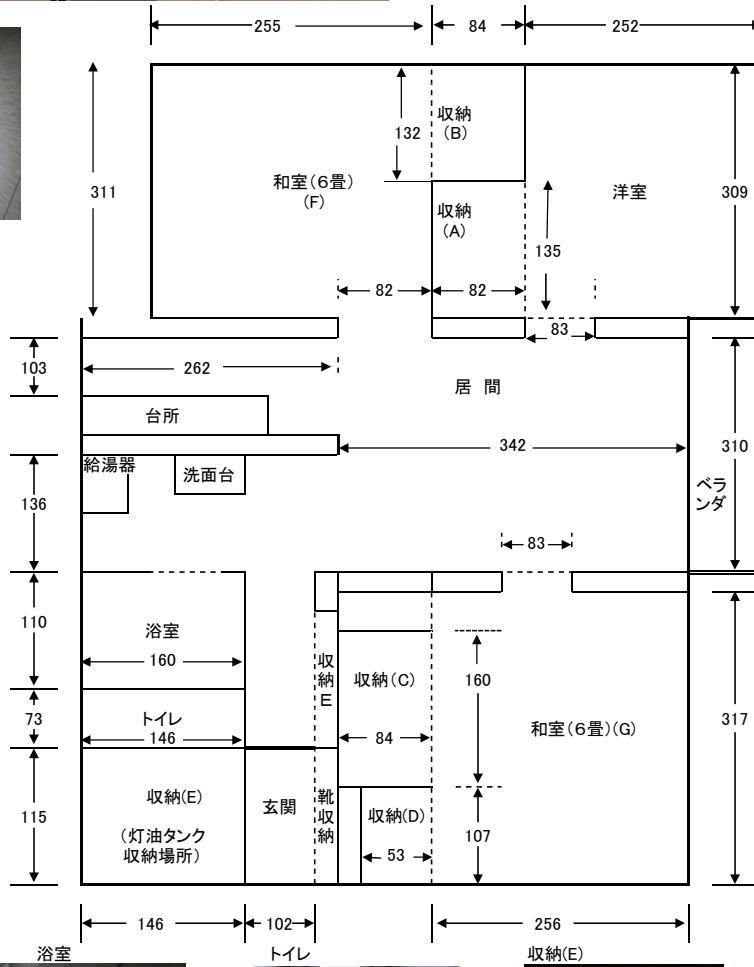 255
84
252
収納
(B)
132
和室(6畳)
(F)
洋室
311
309
収納
(A)
135
82
82
83
103
262
居 間
台所
342
310
給湯器
洗面台
136
ベラ
ンダ
83
110
浴室
160
収
納
E
収納(C)
160
73
トイレ
146
84
和室(6畳)(G)
317
115
収納(E)
(灯油タンク
収納場所)
玄関
靴
収
納
収納(D)
107
53
146
102
256
浴室
トイレ
収納(E)